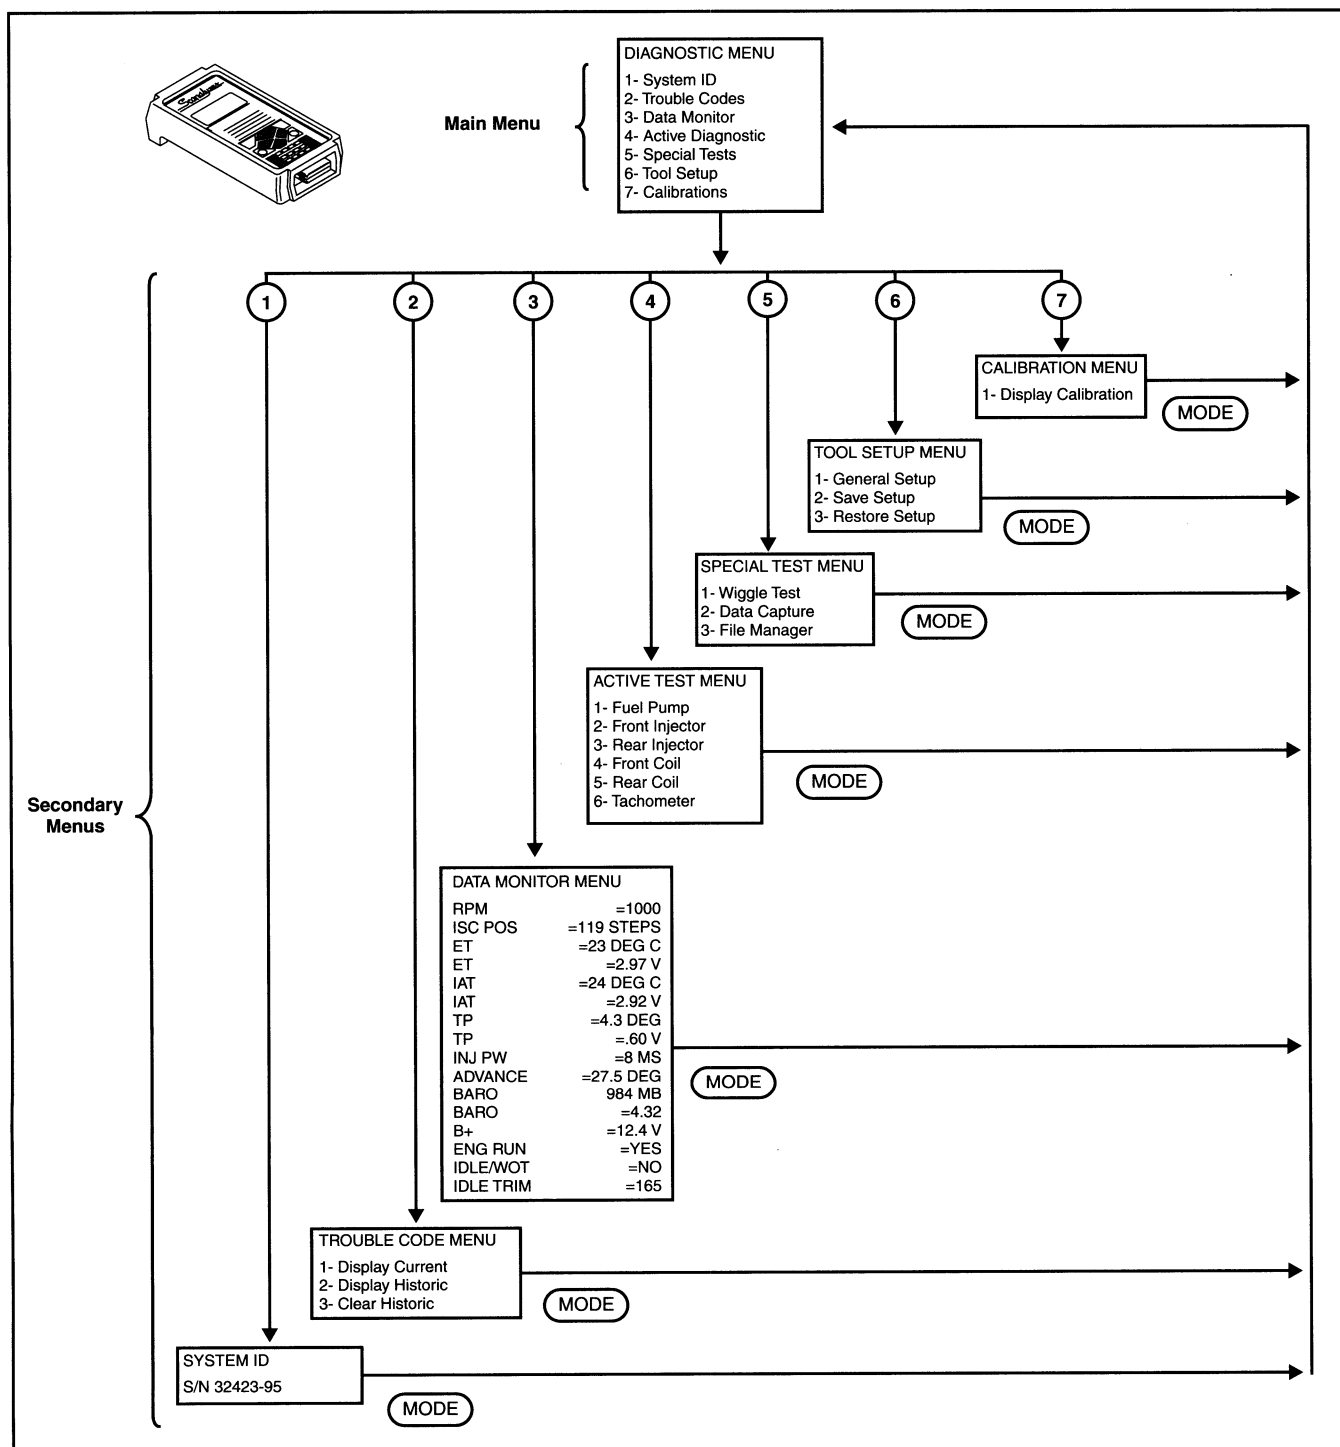 Scanalyzer
Main Menu
DIAGNOSTIC MENU
1- System ID
2- Trouble Codes
3- Data Monitor
4- Active Diagnostic
5- Special Tests
6- Tool Setup
7- Calibrations
1 2 3 4 5 6 7
Secondary
Menus
CALIBRATION MENU
1- Display Calibration
MODE
TOOL SETUP MENU
1- General Setup
2- Save Setup
3- Restore Setup
MODE
SPECIAL TEST MENU
1- Wiggle Test
2- Data Capture
3- File Manager
MODE
ACTIVE TEST MENU
1- Fuel Pump
2- Front Injector
3- Rear Injector
4- Front Coil
5- Rear Coil
6- Tachometer
MODE
DATA MONITOR MENU
RPM =1000
ISC POS =119 STEPS
ET =23 DEG C
ET =2.97 V
IAT =24 DEG C
IAT =2.92 V
TP =4.3 DEG
TP =.60 V
INJ PW =8 MS
ADVANCE =27.5 DEG
BARO 984 MB
BARO =4.32
B+ =12.4 V
ENG RUN =YES
IDLE/WOT =NO
IDLE TRIM =165
MODE
TROUBLE CODE MENU
1- Display Current
2- Display Historic
3- Clear Historic
MODE
SYSTEM ID
S/N 32423-95
MODE